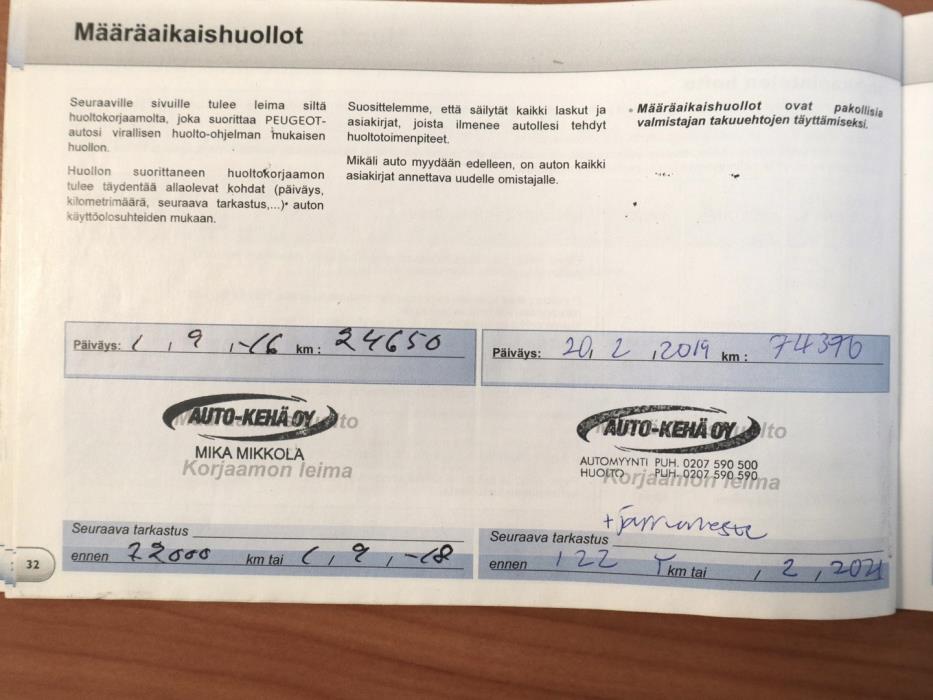 Määräaikaishuollot
Seuraaville sivuille tulee leima siltä
huoltokorjaamolta, joka suorittaa PEUGEOT-
autosi virallisen huolto-ohjelman mukaisen
huollon.
Huollon suorittaneen huoltokorjaamon
tulee täydentää allaolevat kohdat (päiväys,
kilometrimäärä, seuraava tarkastus,...) auton
käyttöolosuhteiden mukaan.
Suosittelemme, että säilytät kaikki laskut ja
asiakirjat, joista ilmenee autollesi tehdyt
huoltotoimenpiteet.
Mikäli auto myydään edelleen, on auton kaikki
asiakirjat annettava uudelle omistajalle.
• Määräaikaishuollot ovat pakollisia
valmistajan takuuehtojen täyttämiseksi.
Päiväys: 1, 9, -16 km: 24650
AUTO-KEHÄ OY
MIKA MIKKOLA
Korjaamon leima
Seuraava tarkastus
ennen 72000 km tai 1, 9, -18
Päiväys: 20, 2, 2019 km: 74396
AUTO-KEHÄ OY
AUTOMYYNTI PUH. 0207 590 500
HUOLTO PUH. 0207 590 590
Korjaamon leima
+ jarruneste
Seuraava tarkastus
ennen 122 T km tai , 2, 2021
32